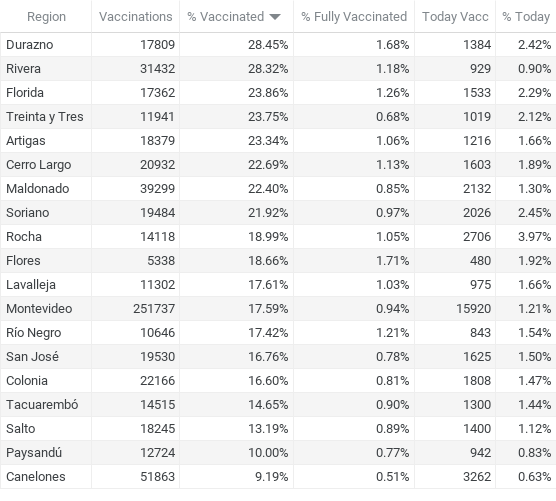 Region Vaccinations % Vaccinated % Fully Vaccinated Today Vacc % Today
Durazno 17809 28.45% 1.68% 1384 2.42%
Rivera 31432 28.32% 1.18% 929 0.90%
Florida 17362 23.86% 1.26% 1533 2.29%
Treinta y Tres 11941 23.75% 0.68% 1019 2.12%
Artigas 18379 23.34% 1.06% 1216 1.66%
Cerro Largo 20932 22.69% 1.13% 1603 1.89%
Maldonado 39299 22.40% 0.85% 2132 1.30%
Soriano 19484 21.92% 0.97% 2026 2.45%
Rocha 14118 18.99% 1.05% 2706 3.97%
Flores 5338 18.66% 1.71% 480 1.92%
Lavalleja 11302 17.61% 1.03% 975 1.66%
Montevideo 251737 17.59% 0.94% 15920 1.21%
Río Negro 10646 17.42% 1.21% 843 1.54%
San José 19530 16.76% 0.78% 1625 1.50%
Colonia 22166 16.60% 0.81% 1808 1.47%
Tacuarembó 14515 14.65% 0.90% 1300 1.44%
Salto 18245 13.19% 0.89% 1400 1.12%
Paysandú 12724 10.00% 0.77% 942 0.83%
Canelones 51863 9.19% 0.51% 3262 0.63%